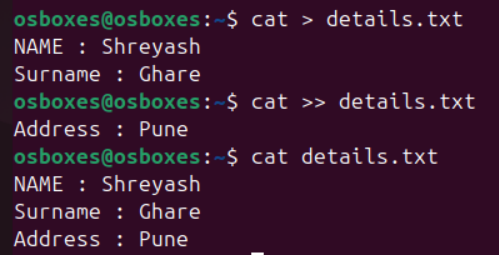 osboxes@osboxes:~$ cat > details.txt
NAME : Shreyash
Surname : Ghare
osboxes@osboxes:~$ cat >> details.txt
Address : Pune
osboxes@osboxes:~$ cat details.txt
NAME : Shreyash
Surname : Ghare
Address : Pune